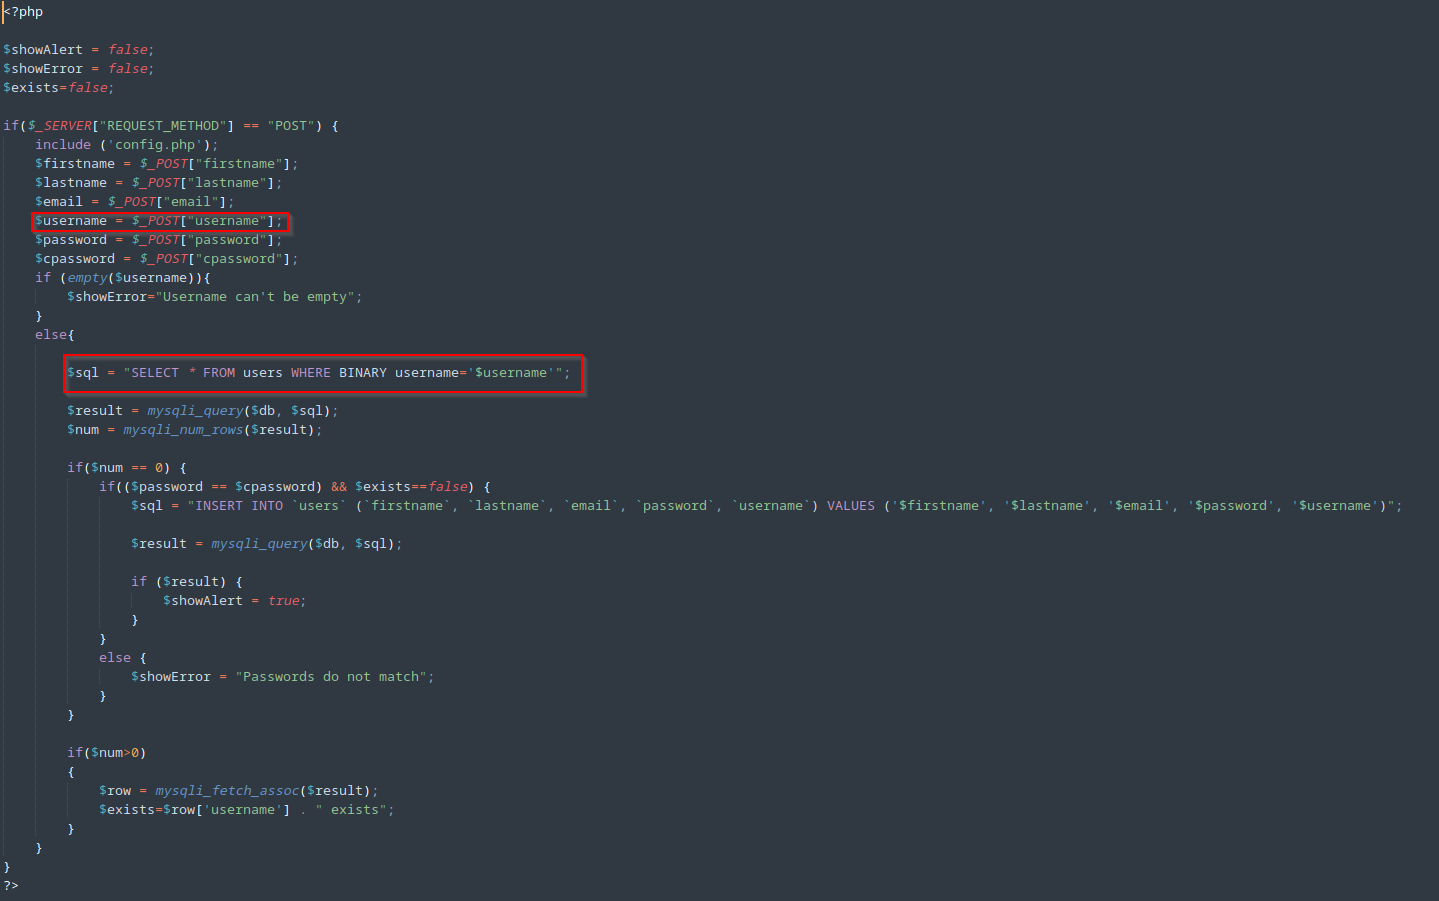 <?php
$showAlert = false;
$showError = false;
$exists=false;
if($_SERVER["REQUEST_METHOD"] == "POST") {
include ('config.php');
$firstname = $_POST["firstname"];
$lastname = $_POST["lastname"];
$email = $_POST["email"];
$username = $_POST["username"];
$password = $_POST["password"];
$cpassword = $_POST["cpassword"];
if (empty($username)){
$showError="Username can't be empty";
}
else{
$sql = "SELECT * FROM users WHERE BINARY username='$username'";
$result = mysqli_query($db, $sql);
$num = mysqli_num_rows($result);
if($num == 0) {
if(($password == $cpassword) && $exists==false) {
$sql = "INSERT INTO `users` (`firstname`, `lastname`, `email`, `password`, `username`) VALUES ('$firstname', '$lastname', '$email', '$password', '$username')";
$result = mysqli_query($db, $sql);
if ($result) {
$showAlert = true;
}
}
else {
$showError = "Passwords do not match";
}
}
if($num>0)
{
$row = mysqli_fetch_assoc($result);
$exists=$row['username'] . " exists";
}
}
}
?>